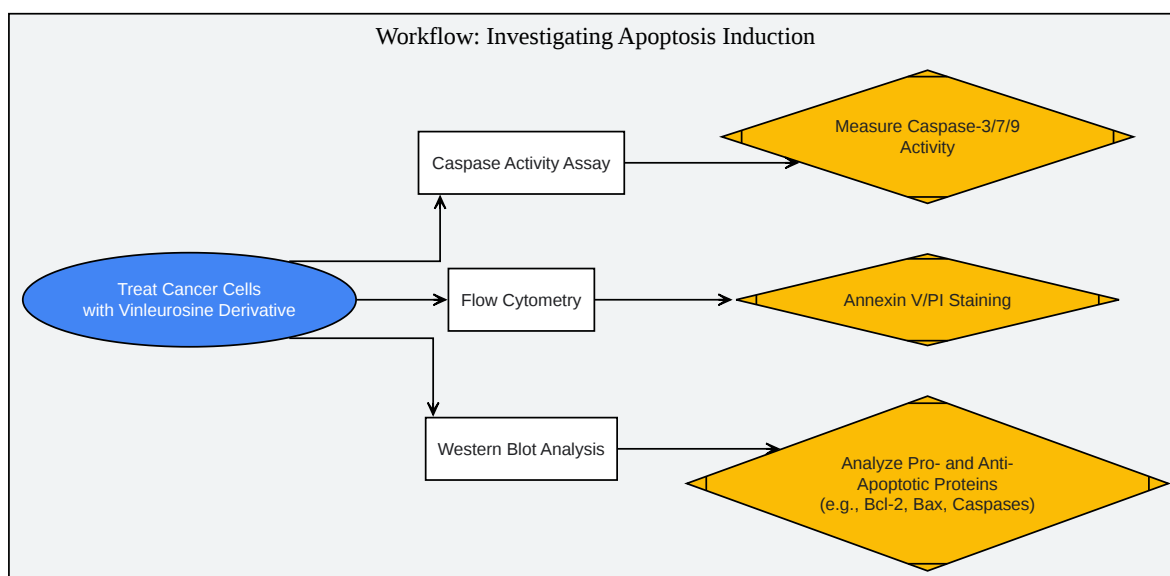 Workflow: Investigating Apoptosis Induction
Measure Caspase-3/7/9
Activity
Caspase Activity Assay
Treat Cancer Cells
with Vinleurosine Derivative
Flow Cytometry
Annexin V/PI Staining
Western Blot Analysis
Analyze Pro- and Anti-
Apoptotic Proteins
(e.g., Bcl-2, Bax, Caspases)